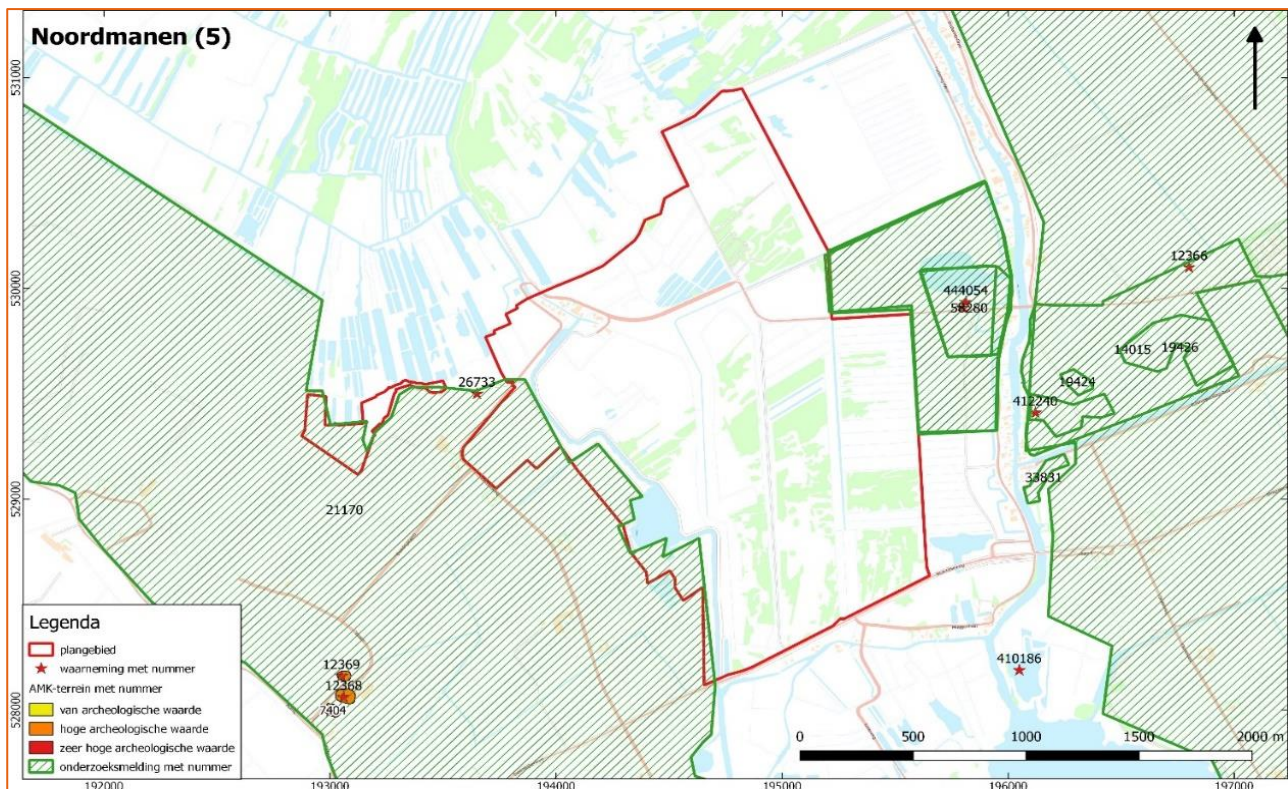 Noordmanen (5)
531000
530000
12366
444054
58280
14015
19426
19424
26733
412240
529000
33831
21170
410186
12369
12368
7404
528000
Legenda
plangebied
waarneming met nummer
AMK-terrein met nummer
van archeologische waarde
hoge archeologische waarde
zeer hoge archeologische waarde
onderzoeksmelding met nummer
0 500 1000 1500 2000 m
192000 193000 194000 195000 196000 197000